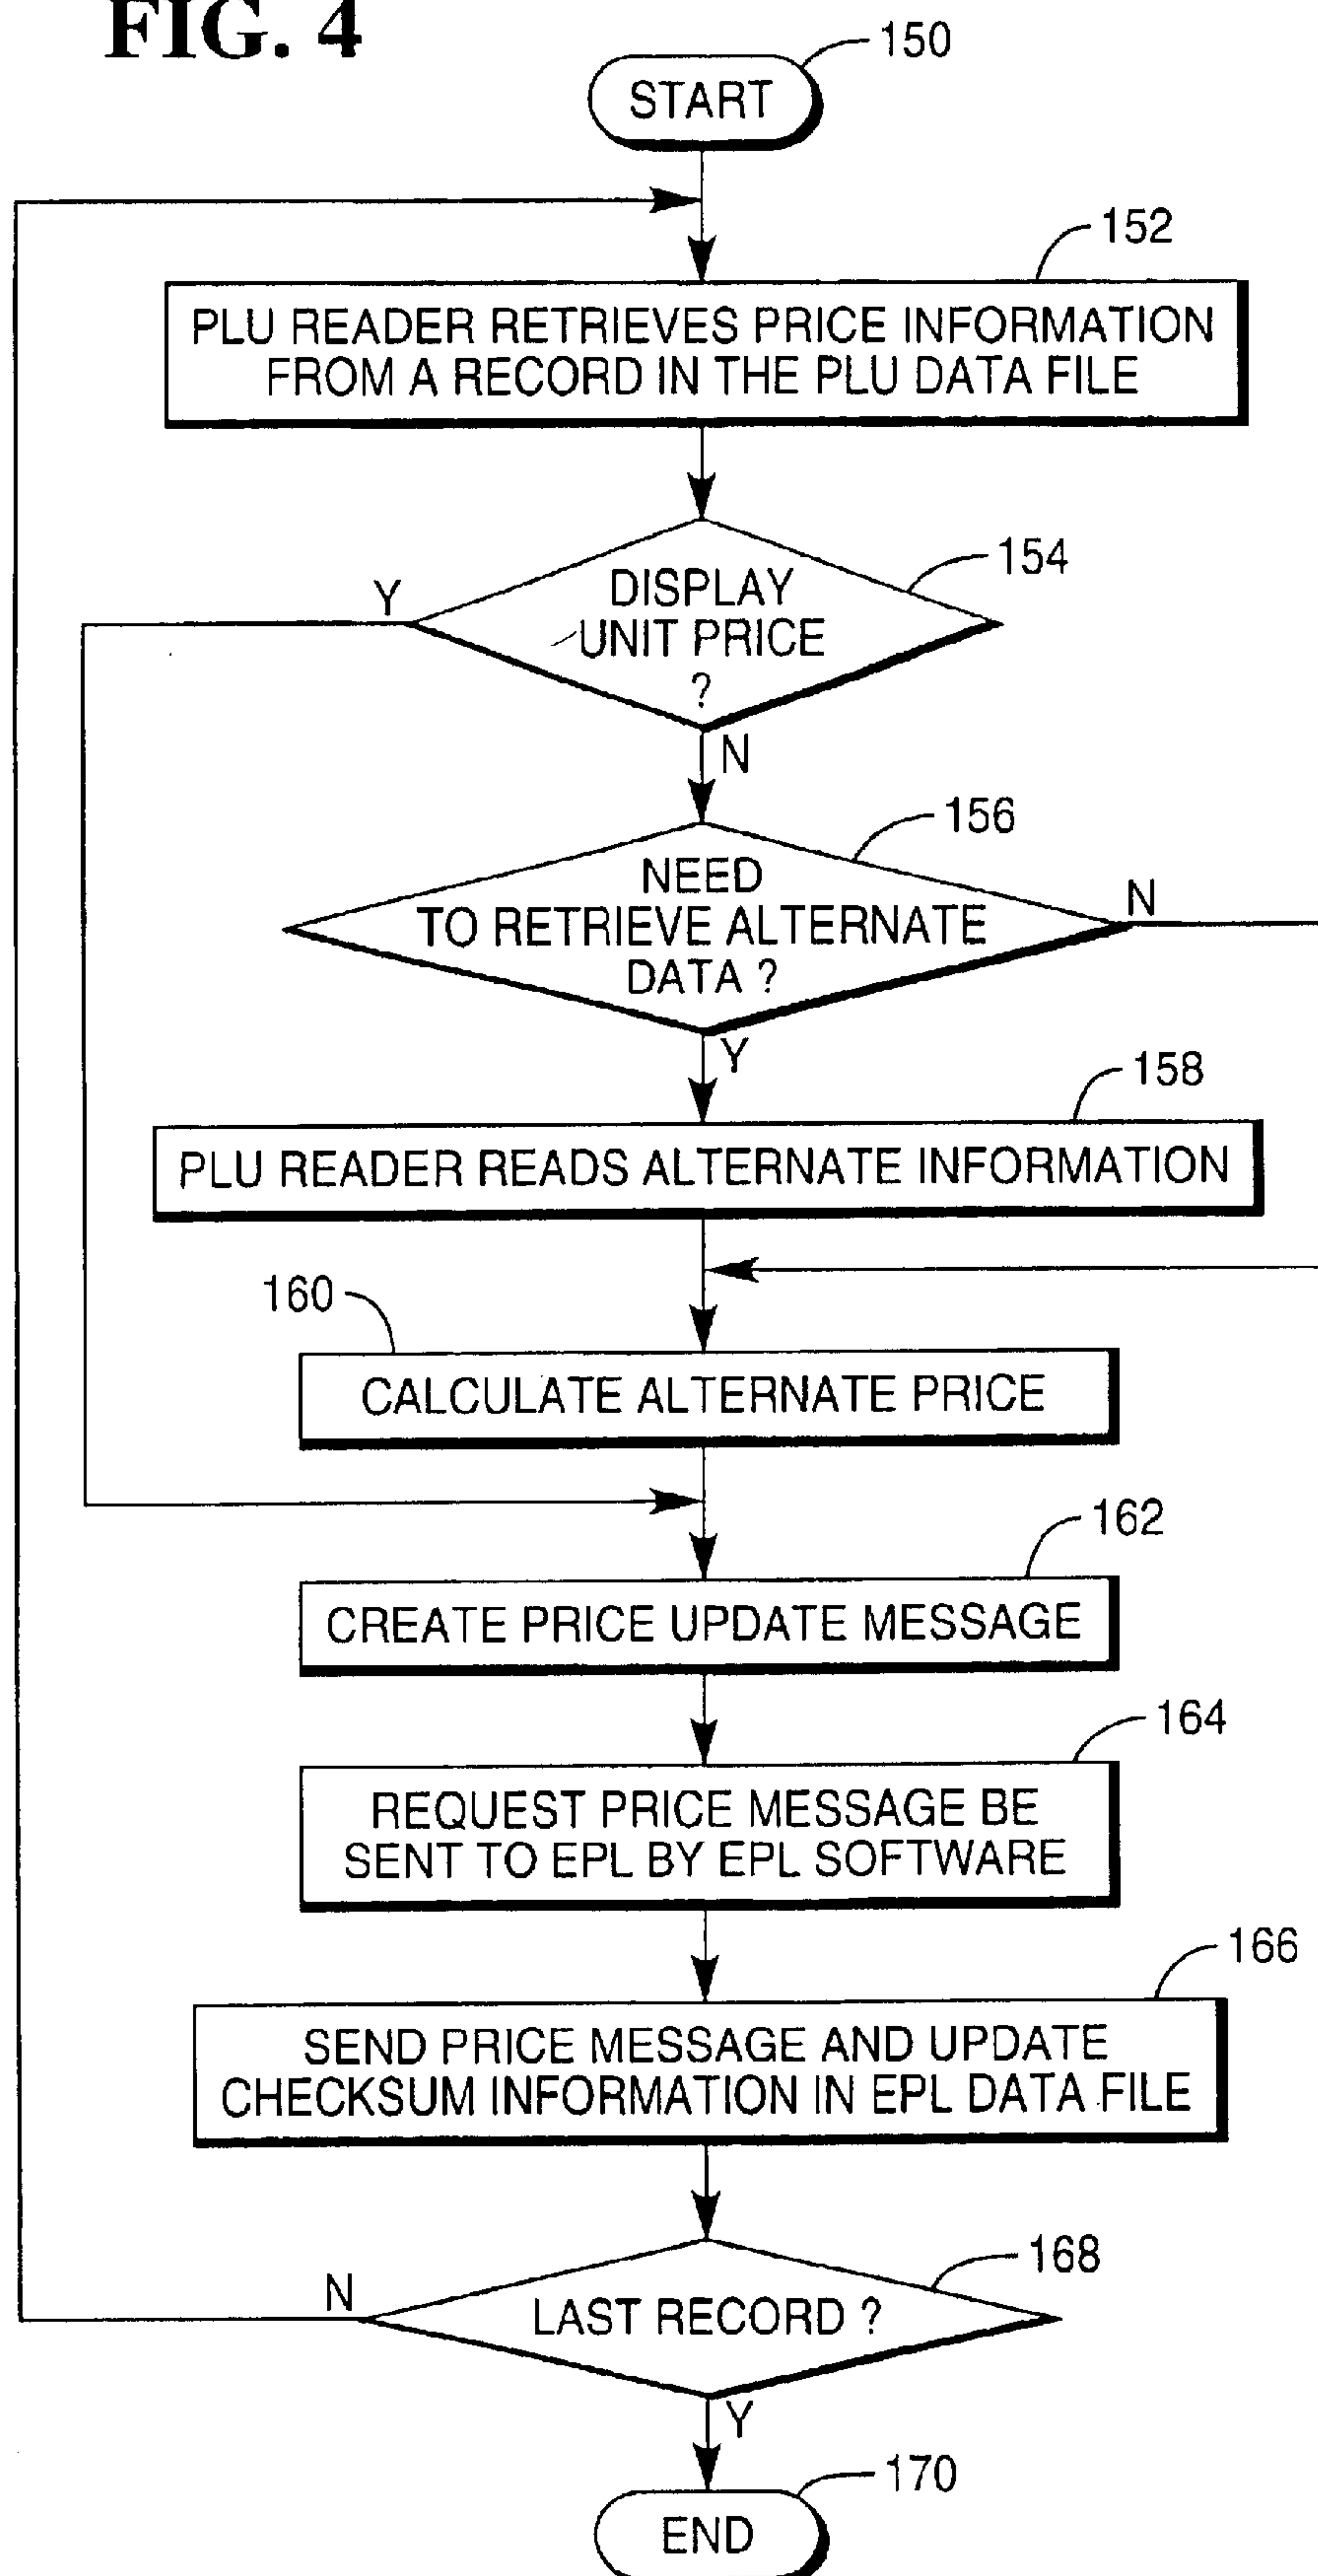 FIG. 4
150
START
152
PLU READER RETRIEVES PRICE INFORMATION
FROM A RECORD IN THE PLU DATA FILE
154
Y
DISPLAY
UNIT PRICE
?
N
156
NEED
TO RETRIEVE ALTERNATE
DATA ?
N
Y
158
PLU READER READS ALTERNATE INFORMATION
160
CALCULATE ALTERNATE PRICE
162
CREATE PRICE UPDATE MESSAGE
164
REQUEST PRICE MESSAGE BE
SENT TO EPL BY EPL SOFTWARE
166
SEND PRICE MESSAGE AND UPDATE
CHECKSUM INFORMATION IN EPL DATA FILE
168
N
LAST RECORD ?
Y
170
END